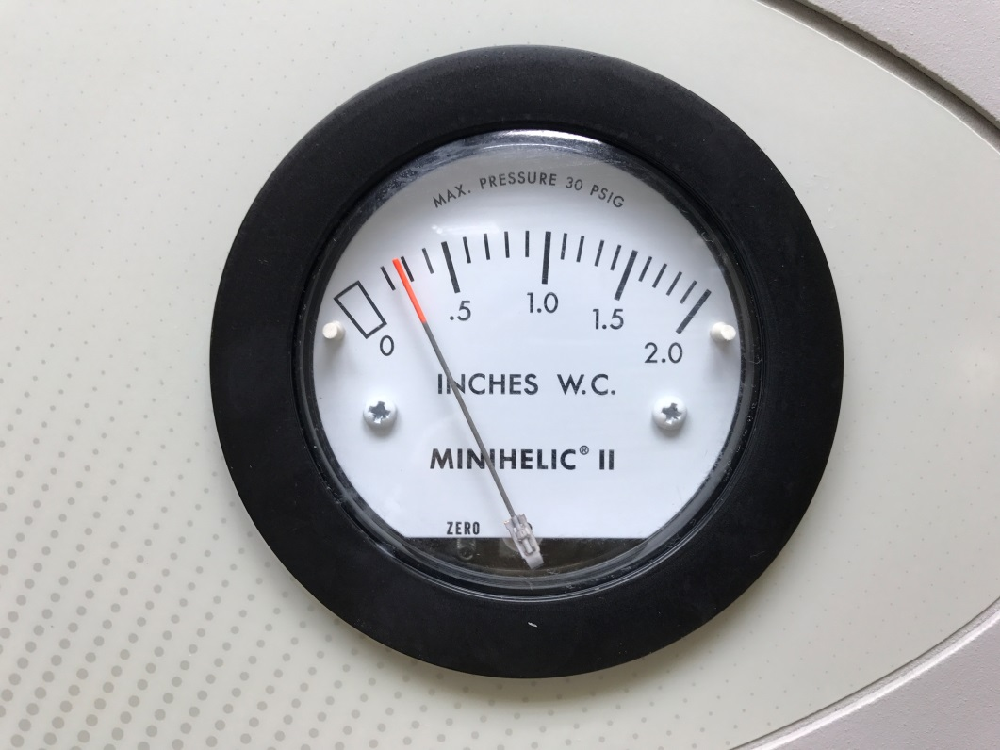 MAX. PRESSURE 30 PSIG
0 .5 1.0 1.5 2.0
INCHES W.C.
MINIHELIC® II
ZERO